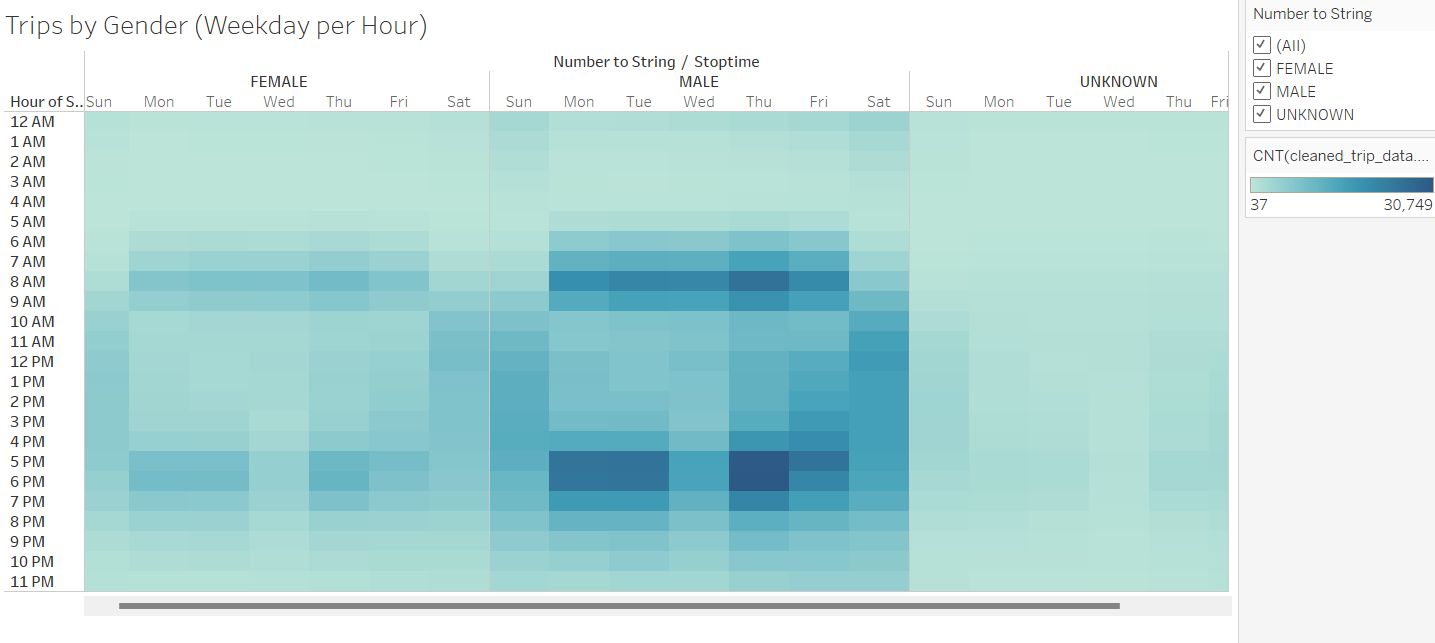 Trips by Gender (Weekday per Hour)
Number to String / Stoptime
FEMALE MALE UNKNOWN
Hour of S.. Sun Mon Tue Wed Thu Fri Sat Sun Mon Tue Wed Thu Fri Sat Sun Mon Tue Wed Thu Fri
12 AM
1 AM
2 AM
3 AM
4 AM
5 AM
6 AM
7 AM
8 AM
9 AM
10 AM
11 AM
12 PM
1 PM
2 PM
3 PM
4 PM
5 PM
6 PM
7 PM
8 PM
9 PM
10 PM
11 PM
Number to String
(All)
FEMALE
MALE
UNKNOWN
CNT(cleaned_trip_data....
37 30,749